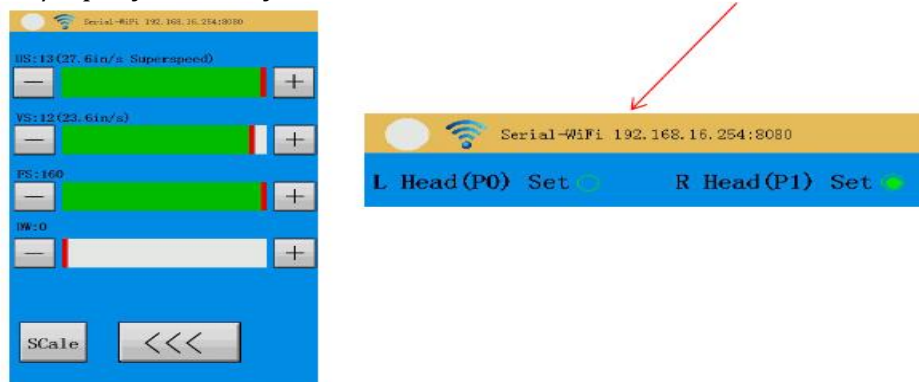 Serial-WiFi 192.168.16.254:8080
US:13(27.6in/s Superspeed)
VS:12(23.6in/s)
PS:160
DW:0
SCale
<<<
Serial-WiFi 192.168.16.254:8080
L Head(P0) Set
R Head(P1) Set